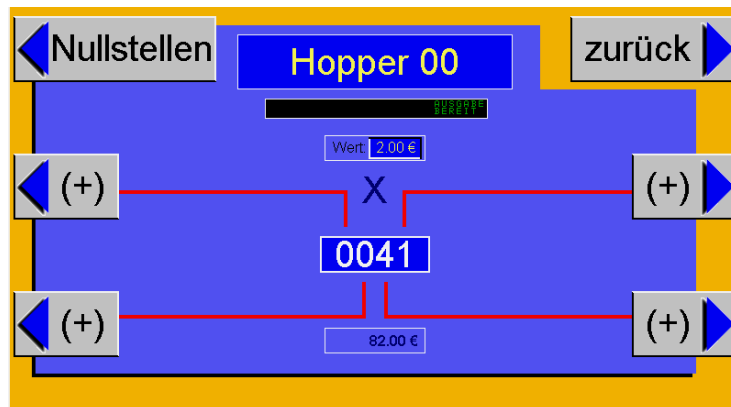 Nullstellen
Hopper 00
zurück
AUSGABE
BEREIT
Wert: 2.00 €
(+)
X
(+)
0041
(+)
82.00 €
(+)